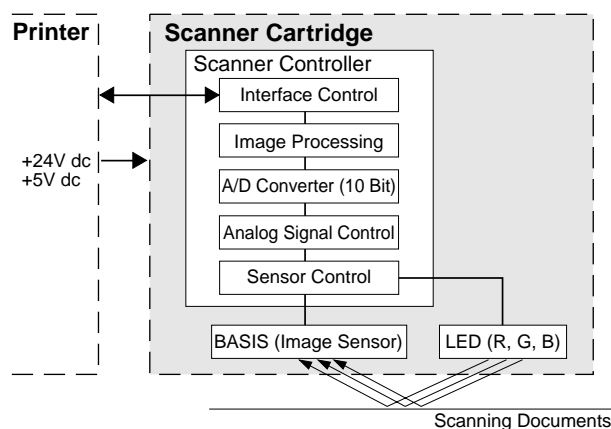 Printer
Scanner Cartridge
Scanner Controller
Interface Control
Image Processing
+24V dc
+5V dc
A/D Converter (10 Bit)
Analog Signal Control
Sensor Control
BASIS (Image Sensor)
LED (R, G, B)
Scanning Documents